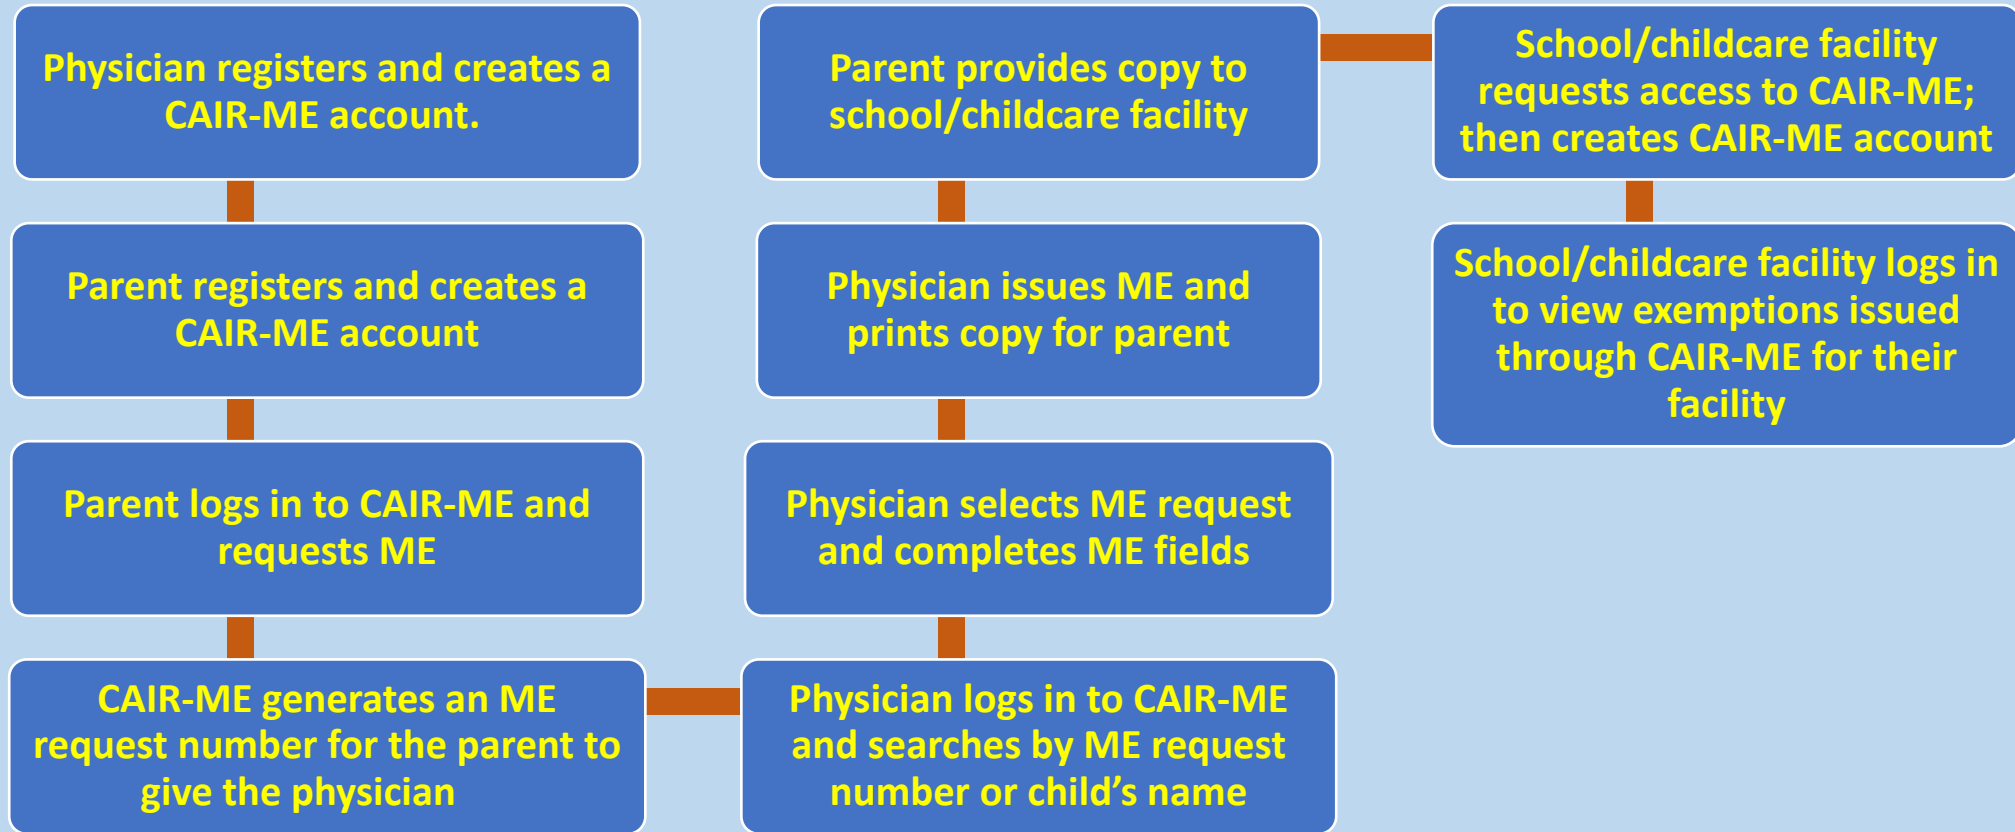 Physician registers and creates a
CAIR-ME account.
Parent registers and creates a
CAIR-ME account
Parent logs in to CAIR-ME and
requests ME
CAIR-ME generates an ME
request number for the parent to
give the physician
Physician logs in to CAIR-ME
and searches by ME request
number or child’s name
Physician selects ME request
and completes ME fields
Physician issues ME and
prints copy for parent
Parent provides copy to
school/childcare facility
School/childcare facility
requests access to CAIR-ME;
then creates CAIR-ME account
School/childcare facility logs in
to view exemptions issued
through CAIR-ME for their
facility